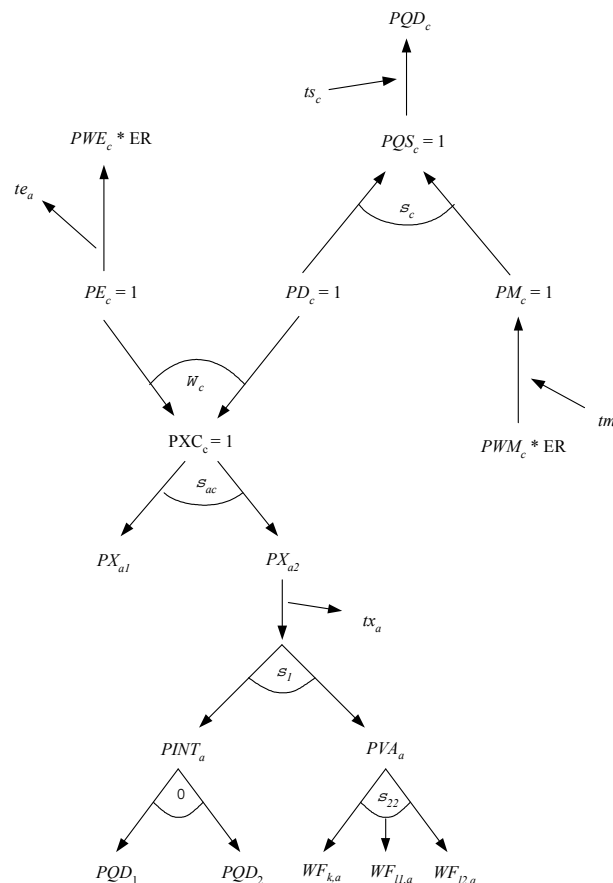 PQD_c
ts_c
PWE_c * ER
PQS_c = 1
te_a
s_c
PE_c = 1
PD_c = 1
PM_c = 1
W_c
tm
PXC_c = 1
PWM_c * ER
s_ac
PX_a1
PX_a2
tx_a
s_1
PINT_a
PVA_a
0
s_22
PQD_1
PQD_2
WF_k,a
WF_l1,a
WF_l2,a